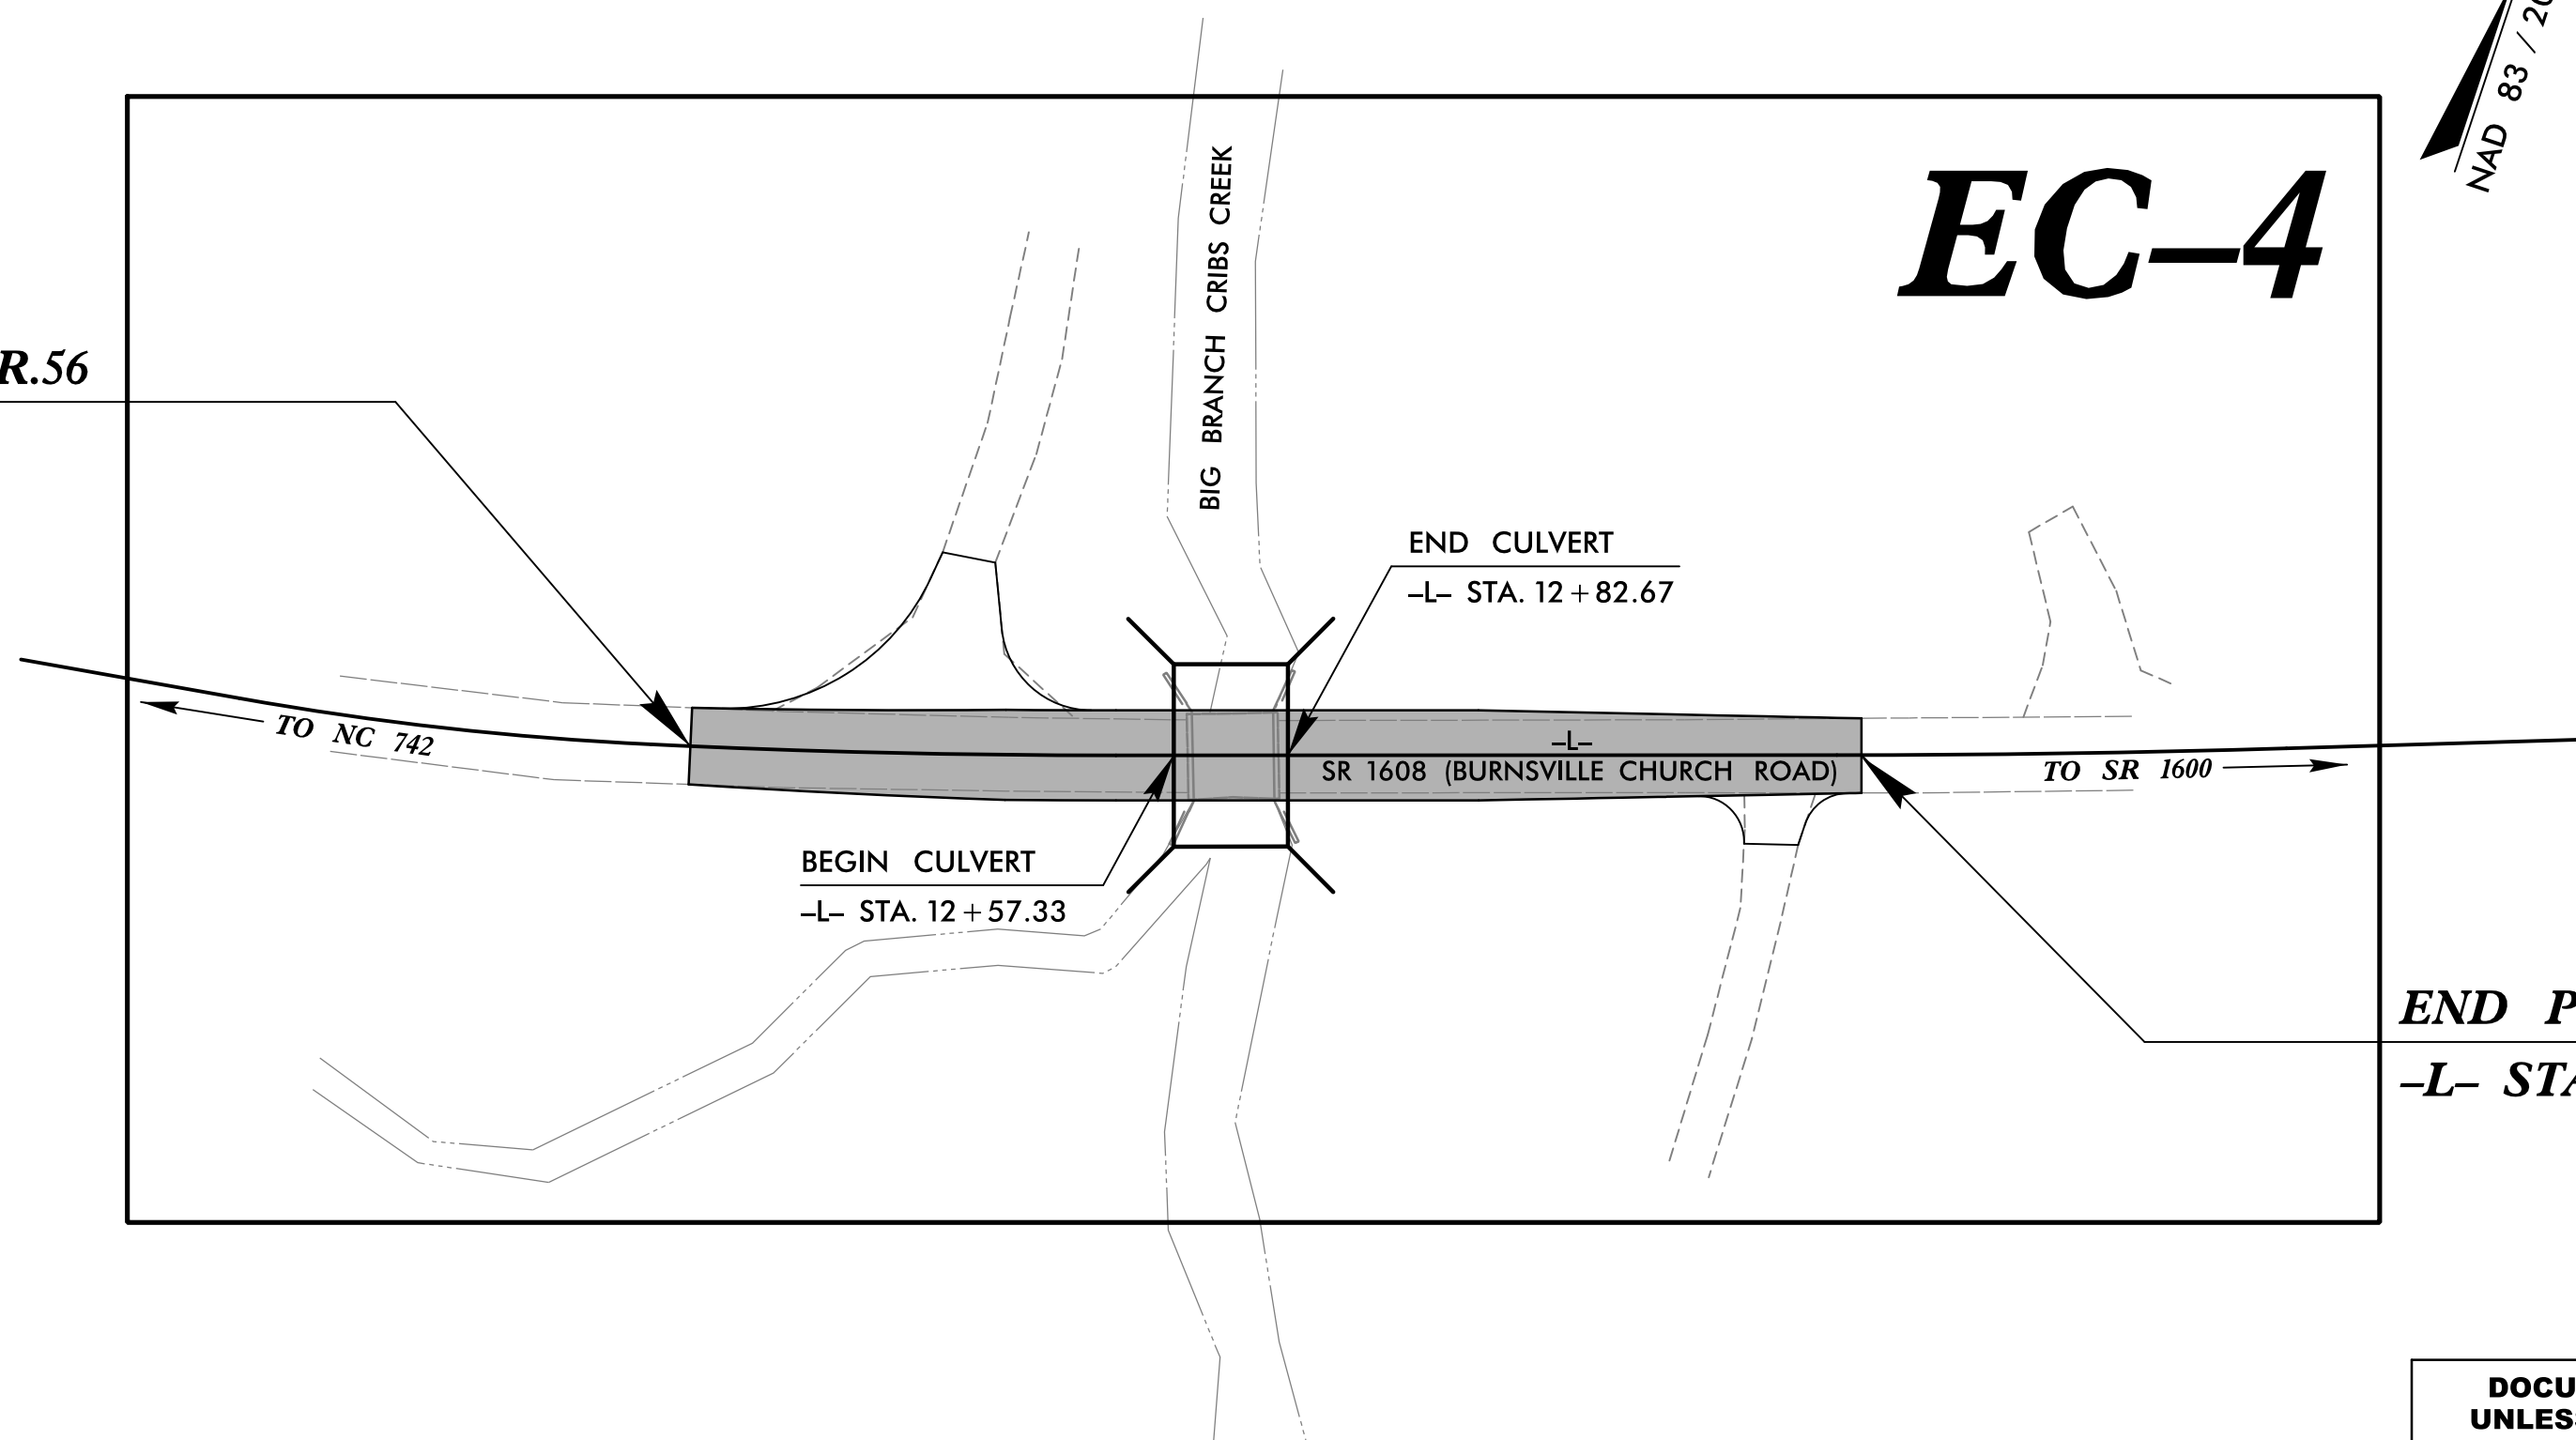 NAD 83 / 20
EC–4
BIG BRANCH CRIBS CREEK
R.56
END CULVERT
–L– STA. 12+82.67
TO NC 742
–L–
SR 1608 (BURNSVILLE CHURCH ROAD)
TO SR 1600
BEGIN CULVERT
–L– STA. 12+57.33
END P
–L– STA
DOCU
UNLES